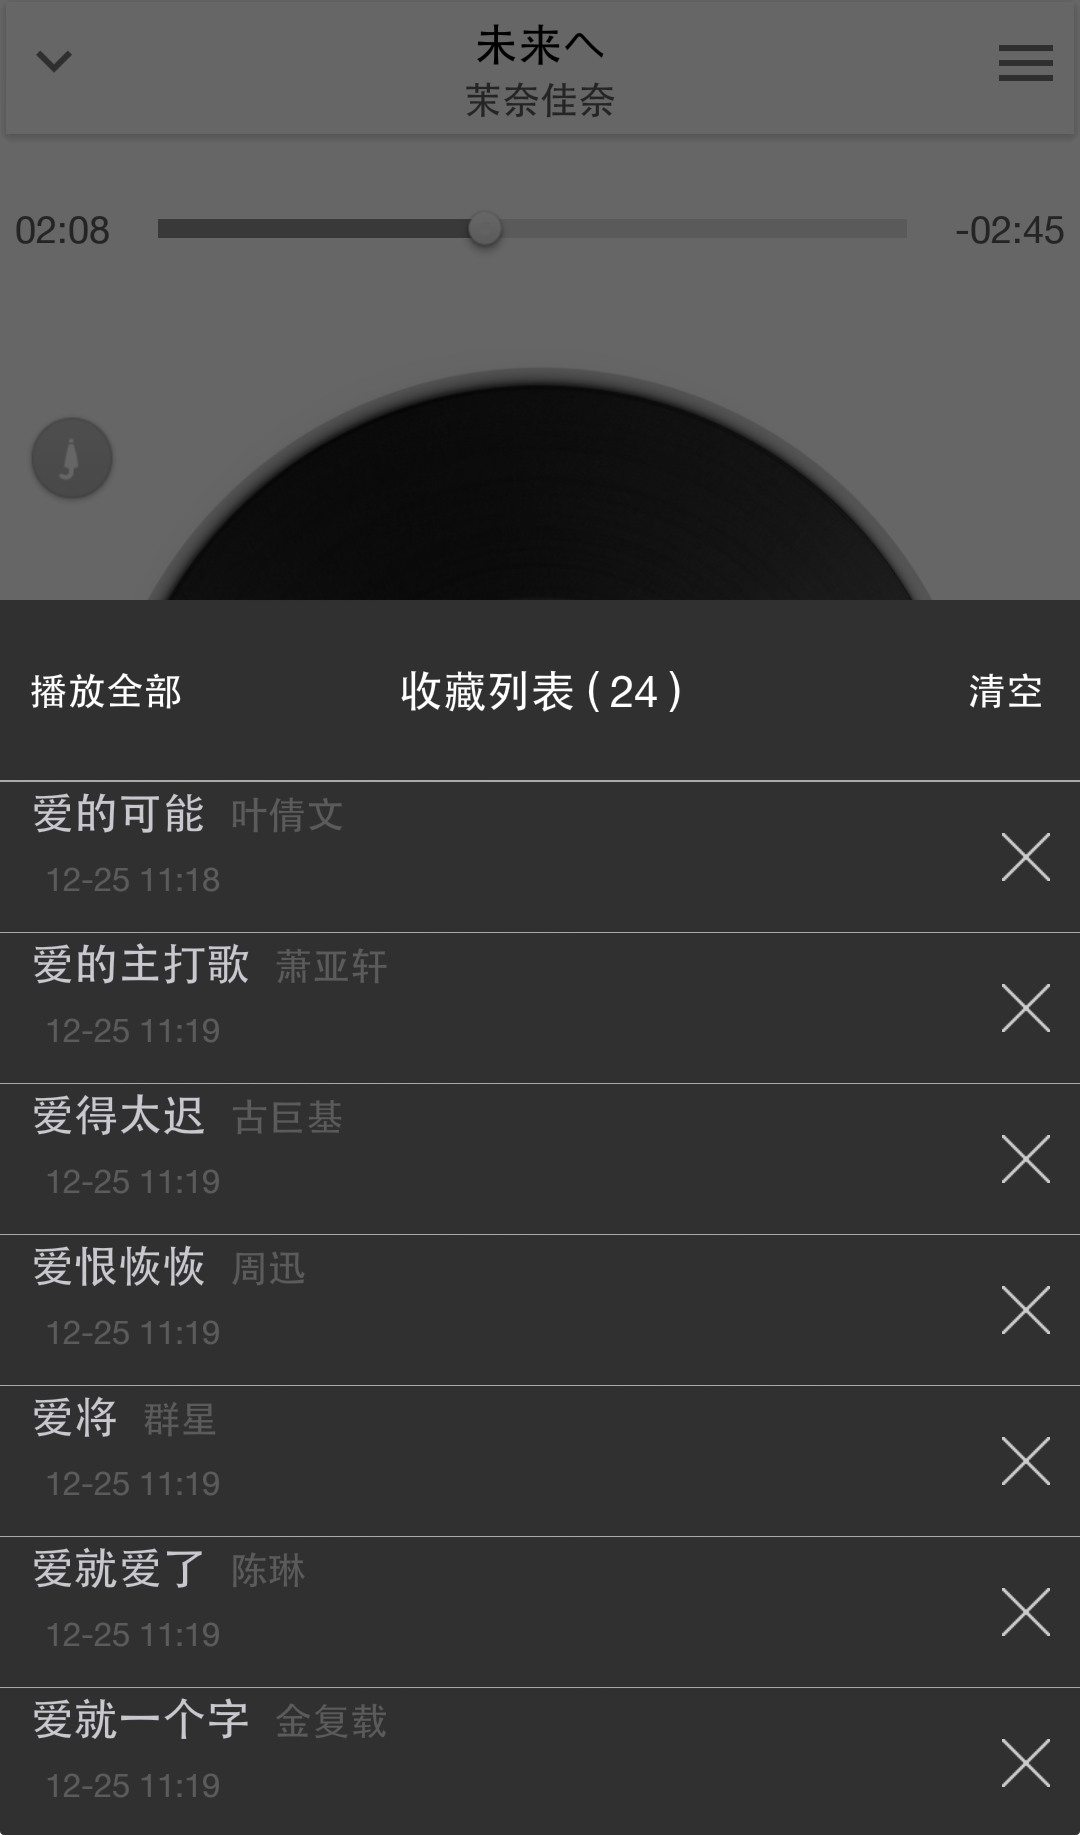 未来へ
茉奈佳奈
02:08 -02:45
播放全部 收藏列表(24) 清空
爱的可能 叶倩文
12-25 11:18
爱的主打歌 萧亚轩
12-25 11:19
爱得太迟 古巨基
12-25 11:19
爱恨恢恢 周迅
12-25 11:19
爱将 群星
12-25 11:19
爱就爱了 陈琳
12-25 11:19
爱就一个字 金复载
12-25 11:19